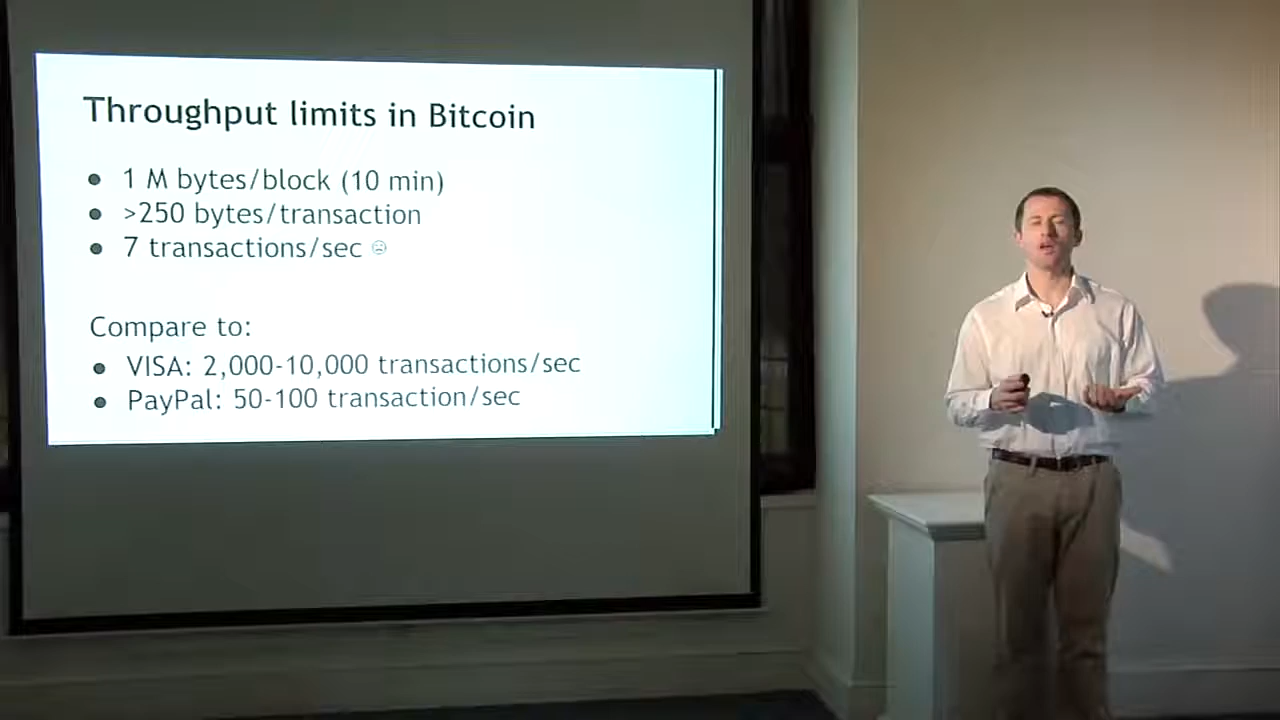 Throughput limits in Bitcoin
● 1 M bytes/block (10 min)
● >250 bytes/transaction
● 7 transactions/sec ☹
Compare to:
● VISA: 2,000-10,000 transactions/sec
● PayPal: 50-100 transaction/sec